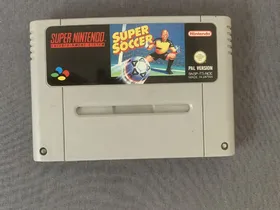 SUPER NINTENDO
ENTERTAINMENT SYSTEM
SUPER
SOCCER
Nintendo
PAL VERSION